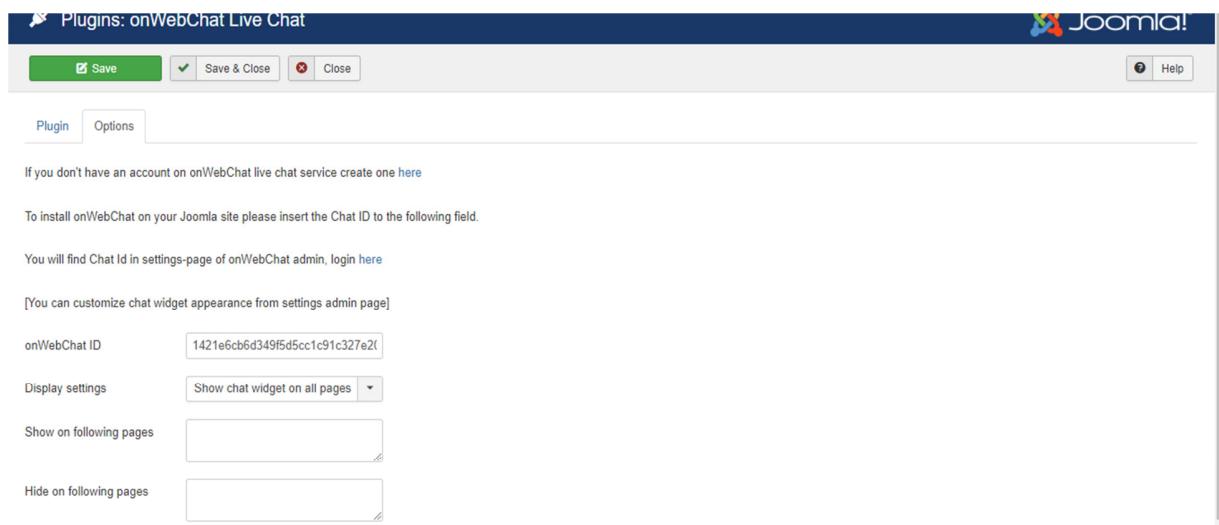 Plugins: onWebChat Live Chat
Joomla!
Save
Save & Close
Close
Help
Plugin
Options
If you don't have an account on onWebChat live chat service create one here
To install onWebChat on your Joomla site please insert the Chat ID to the following field.
You will find Chat Id in settings-page of onWebChat admin, login here
[You can customize chat widget appearance from settings admin page]
onWebChat ID
1421e6cb6d349f5d5cc1c91c327e2(
Display settings
Show chat widget on all pages
Show on following pages
Hide on following pages